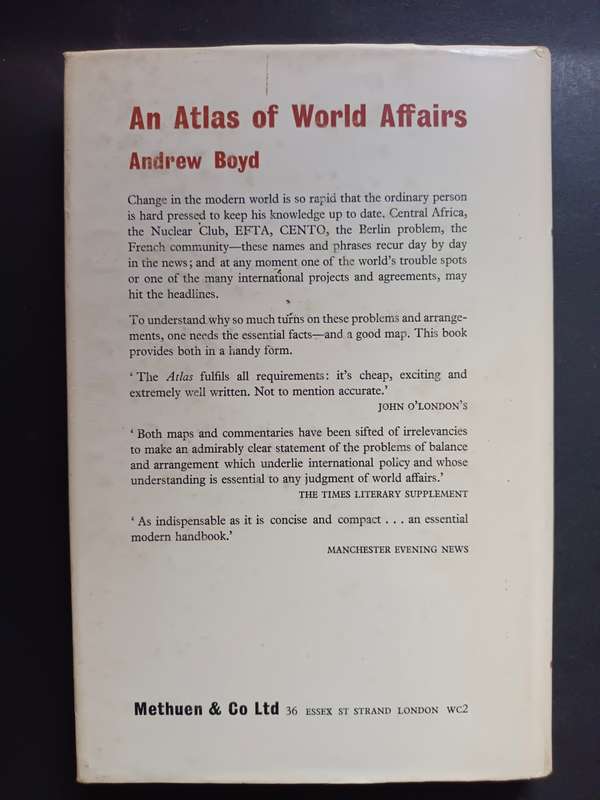 An Atlas of World Affairs
Andrew Boyd
Change in the modern world is so rapid that the ordinary person
is hard pressed to keep his knowledge up to date. Central Africa,
the Nuclear Club, EFTA, CENTO, the Berlin problem, the
French community—these names and phrases recur day by day
in the news; and at any moment one of the world's trouble spots
or one of the many international projects and agreements, may
hit the headlines.
To understand why so much turns on these problems and arrange-
ments, one needs the essential facts—and a good map. This book
provides both in a handy form.
' The Atlas fulfils all requirements: it's cheap, exciting and
extremely well written. Not to mention accurate.'
JOHN O'LONDON'S
' Both maps and commentaries have been sifted of irrelevancies
to make an admirably clear statement of the problems of balance
and arrangement which underlie international policy and whose
understanding is essential to any judgment of world affairs.'
THE TIMES LITERARY SUPPLEMENT
' As indispensable as it is concise and compact . . . an essential
modern handbook.'
MANCHESTER EVENING NEWS
Methuen & Co Ltd 36 ESSEX ST STRAND LONDON WC2